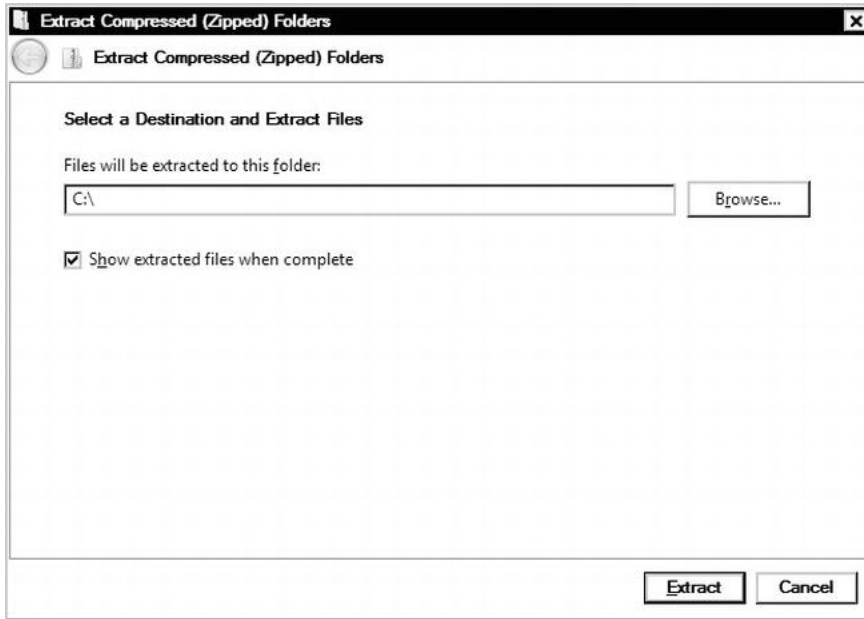 Extract Compressed (Zipped) Folders
Extract Compressed (Zipped) Folders
Select a Destination and Extract Files
Files will be extracted to this folder:
C:\
Browse...
Show extracted files when complete
Extract Cancel